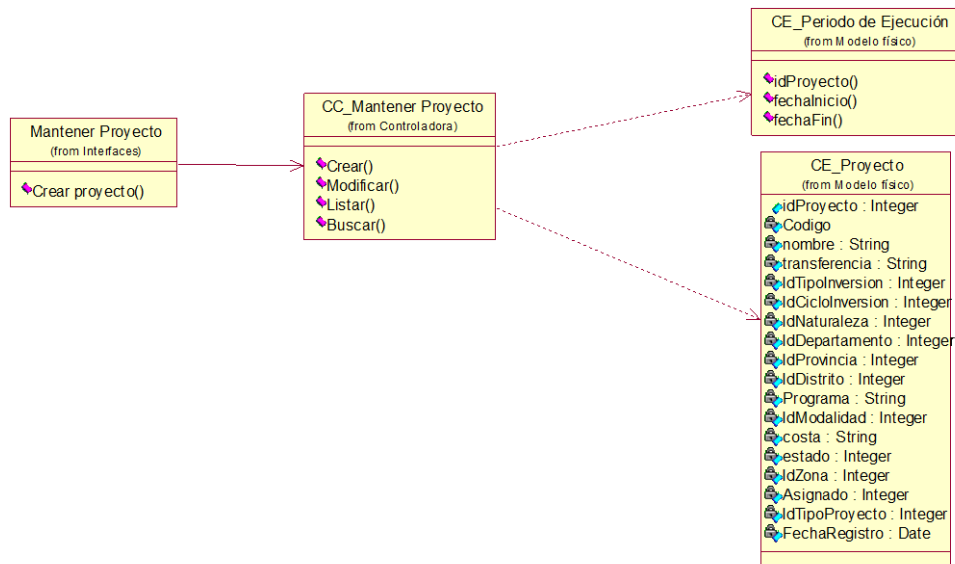 Mantener Proyecto
(from Interfaces)
Crear proyecto()
CC_Mantener Proyecto
(from Controladora)
Crear()
Modificar()
Listar()
Buscar()
CE_Periodo de Ejecución
(from Modelo físico)
idProyecto()
fechaInicio()
fechaFin()
CE_Proyecto
(from Modelo físico)
idProyecto : Integer
Codigo
nombre : String
transferencia : String
IdTipoInversion : Integer
IdCicloInversion : Integer
IdNaturaleza : Integer
IdDepartamento : Integer
IdProvincia : Integer
IdDistrito : Integer
Programa : String
IdModalidad : Integer
costa : String
estado : Integer
IdZona : Integer
Asignado : Integer
IdTipoProyecto : Integer
FechaRegistro : Date